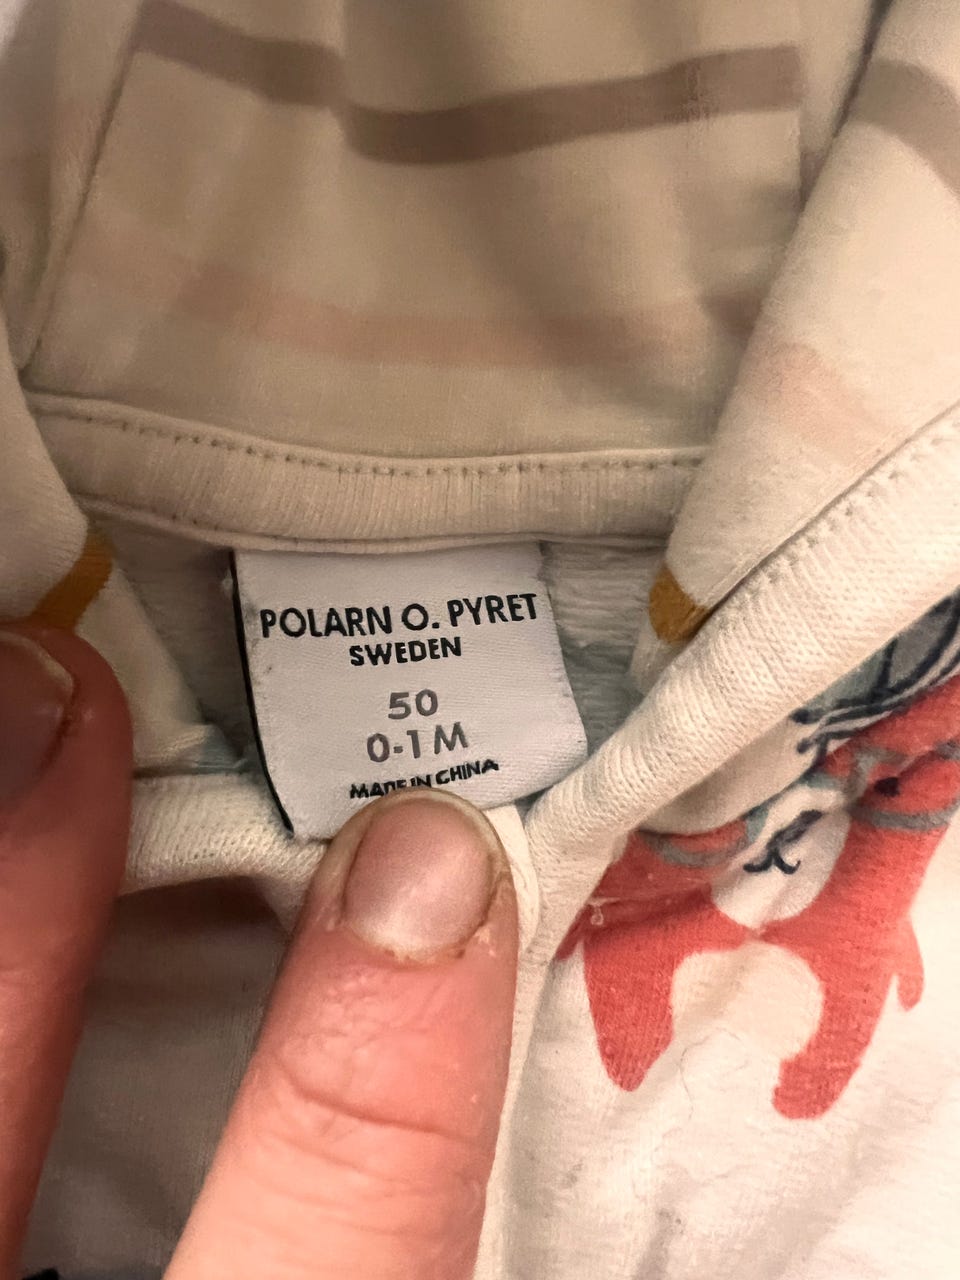 POLARN O. PYRET
SWEDEN
50
0-1 M
MADE IN CHINA